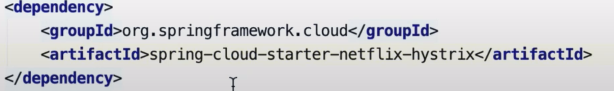 <dependency>
<groupId>org.springframework.cloud</groupId>
<artifactId>spring-cloud-starter-netflix-hystrix</artifactId>
</dependency>